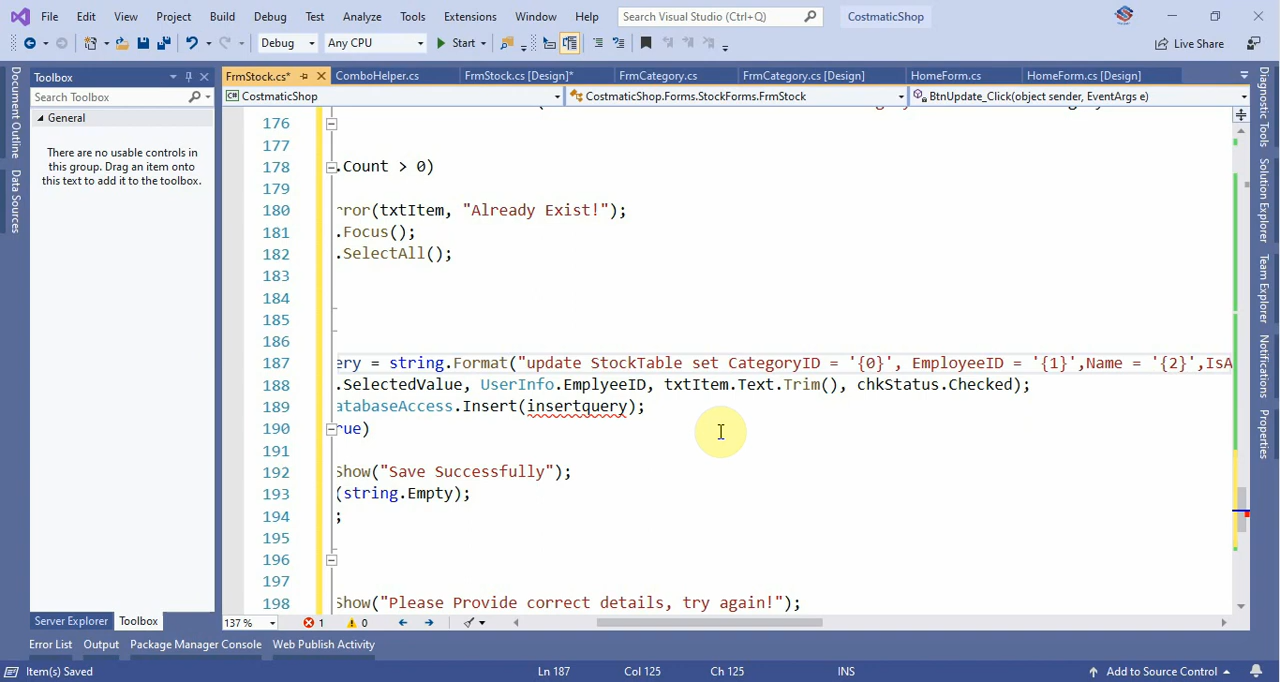 File Edit View Project Build Debug Test Analyze Tools Extensions Window Help Search Visual Studio (Ctrl+Q) CostmaticShop
Debug Any CPU Start Live Share
Toolbox
FrmStock.cs* ComboHelper.cs FrmStock.cs [Design]* FrmCategory.cs FrmCategory.cs [Design] HomeForm.cs HomeForm.cs [Design]
Search Toolbox
CostmaticShop CostmaticShop.Forms.StockForms.FrmStock BtnUpdate_Click(object sender, EventArgs e)
General
There are no usable controls in
this group. Drag an item onto
this text to add it to the toolbox.
Document Outline
Data Sources
176
177
178 .Count > 0)
179
180 rror(txtItem, "Already Exist!");
181 .Focus();
182 .SelectAll();
183
184
185
186
187 ery = string.Format("update StockTable set CategoryID = '{0}', EmployeeID = '{1}',Name = '{2}',IsA
188 .SelectedValue, UserInfo.EmplyeeID, txtItem.Text.Trim(), chkStatus.Checked);
189 atabaseAccess.Insert(insertquery);
190 rue)
191
192 Show("Save Successfully");
193 (string.Empty);
194 ;
195
196
197
198 Show("Please Provide correct details, try again!");
Diagnostic Tools
Solution Explorer
Team Explorer
Notifications
Properties
Server Explorer Toolbox 137 % 1 0
Error List Output Package Manager Console Web Publish Activity
Item(s) Saved Ln 187 Col 125 Ch 125 INS Add to Source Control